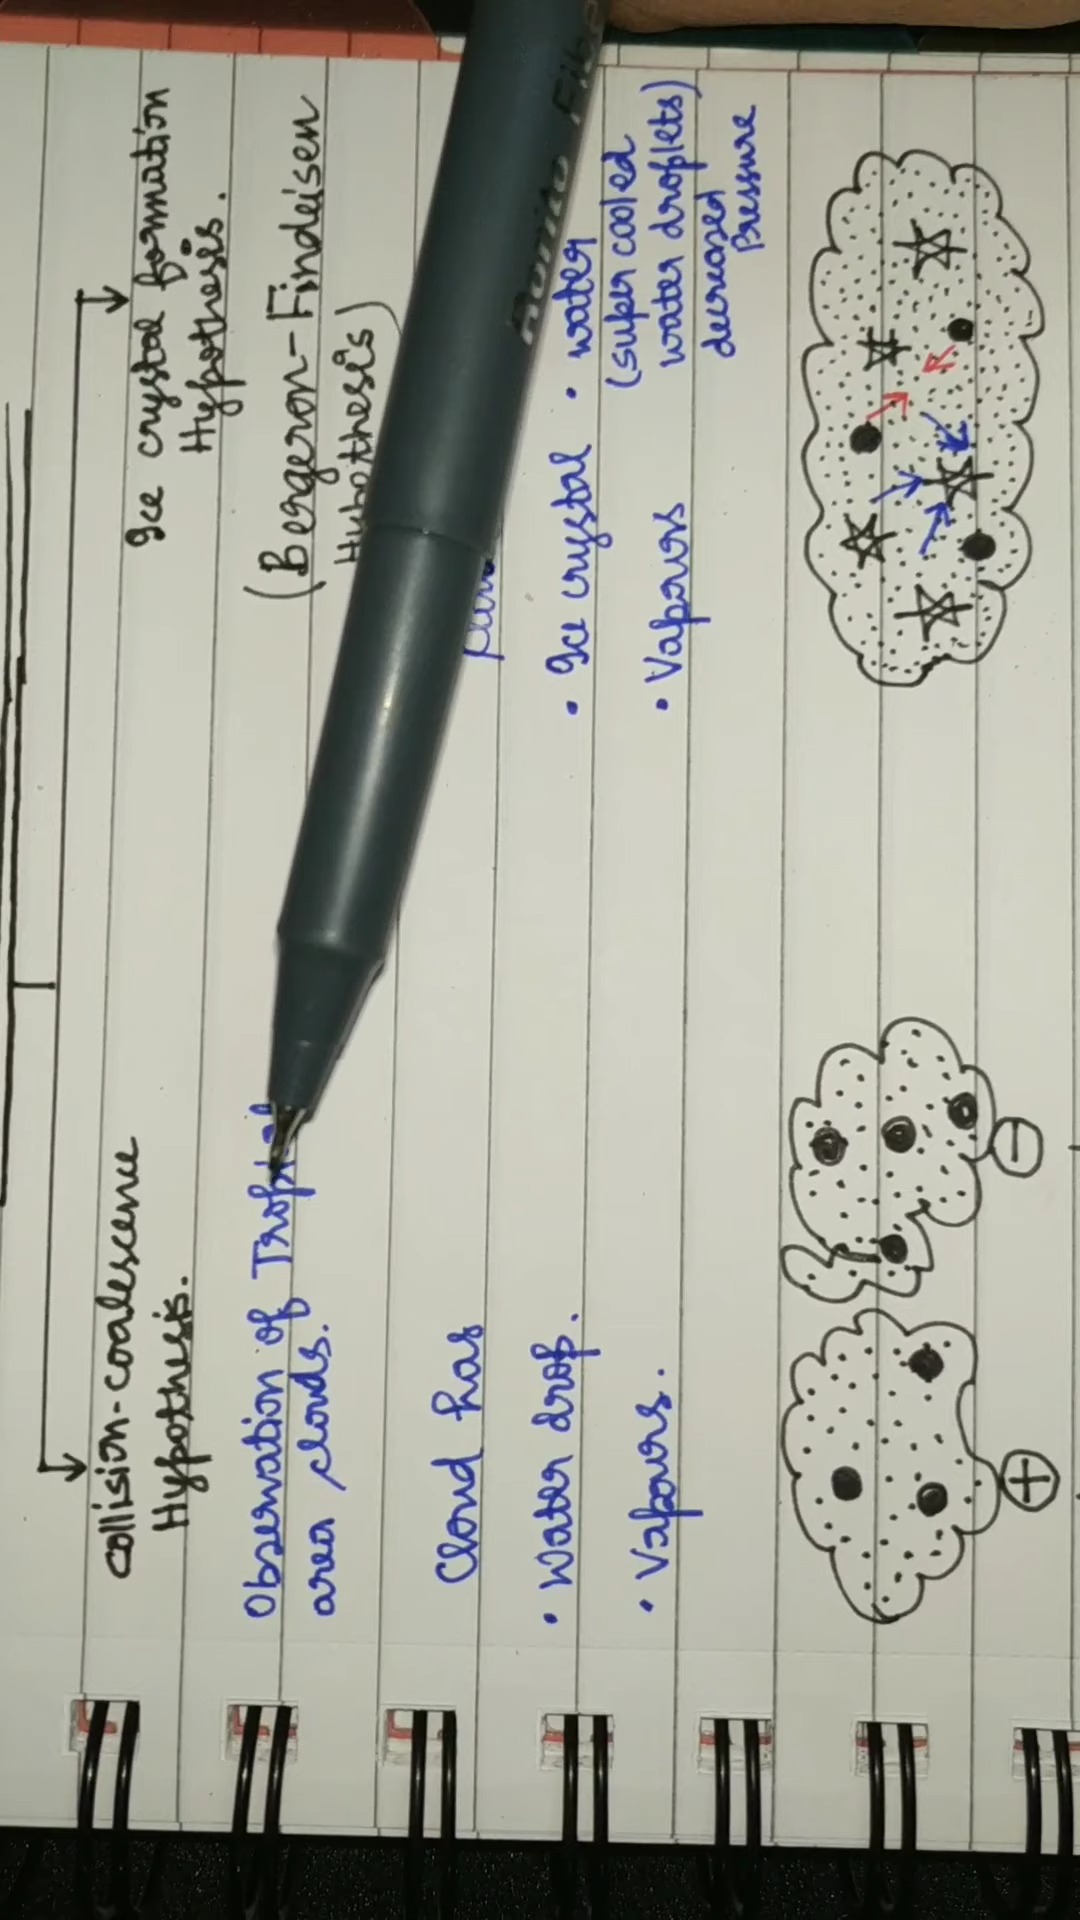 collision-coalescence
Hypothesis.
Observation of
area clouds.
Cloud has
• Water drop.
• Vapours.
+
−
Ice crystal formation
Hypothesis.
(Bergeron-Findeisen
Hypothesis)
• Ice crystal • water
(super cooled
water droplets)
• Vapours
decreased
Pressure